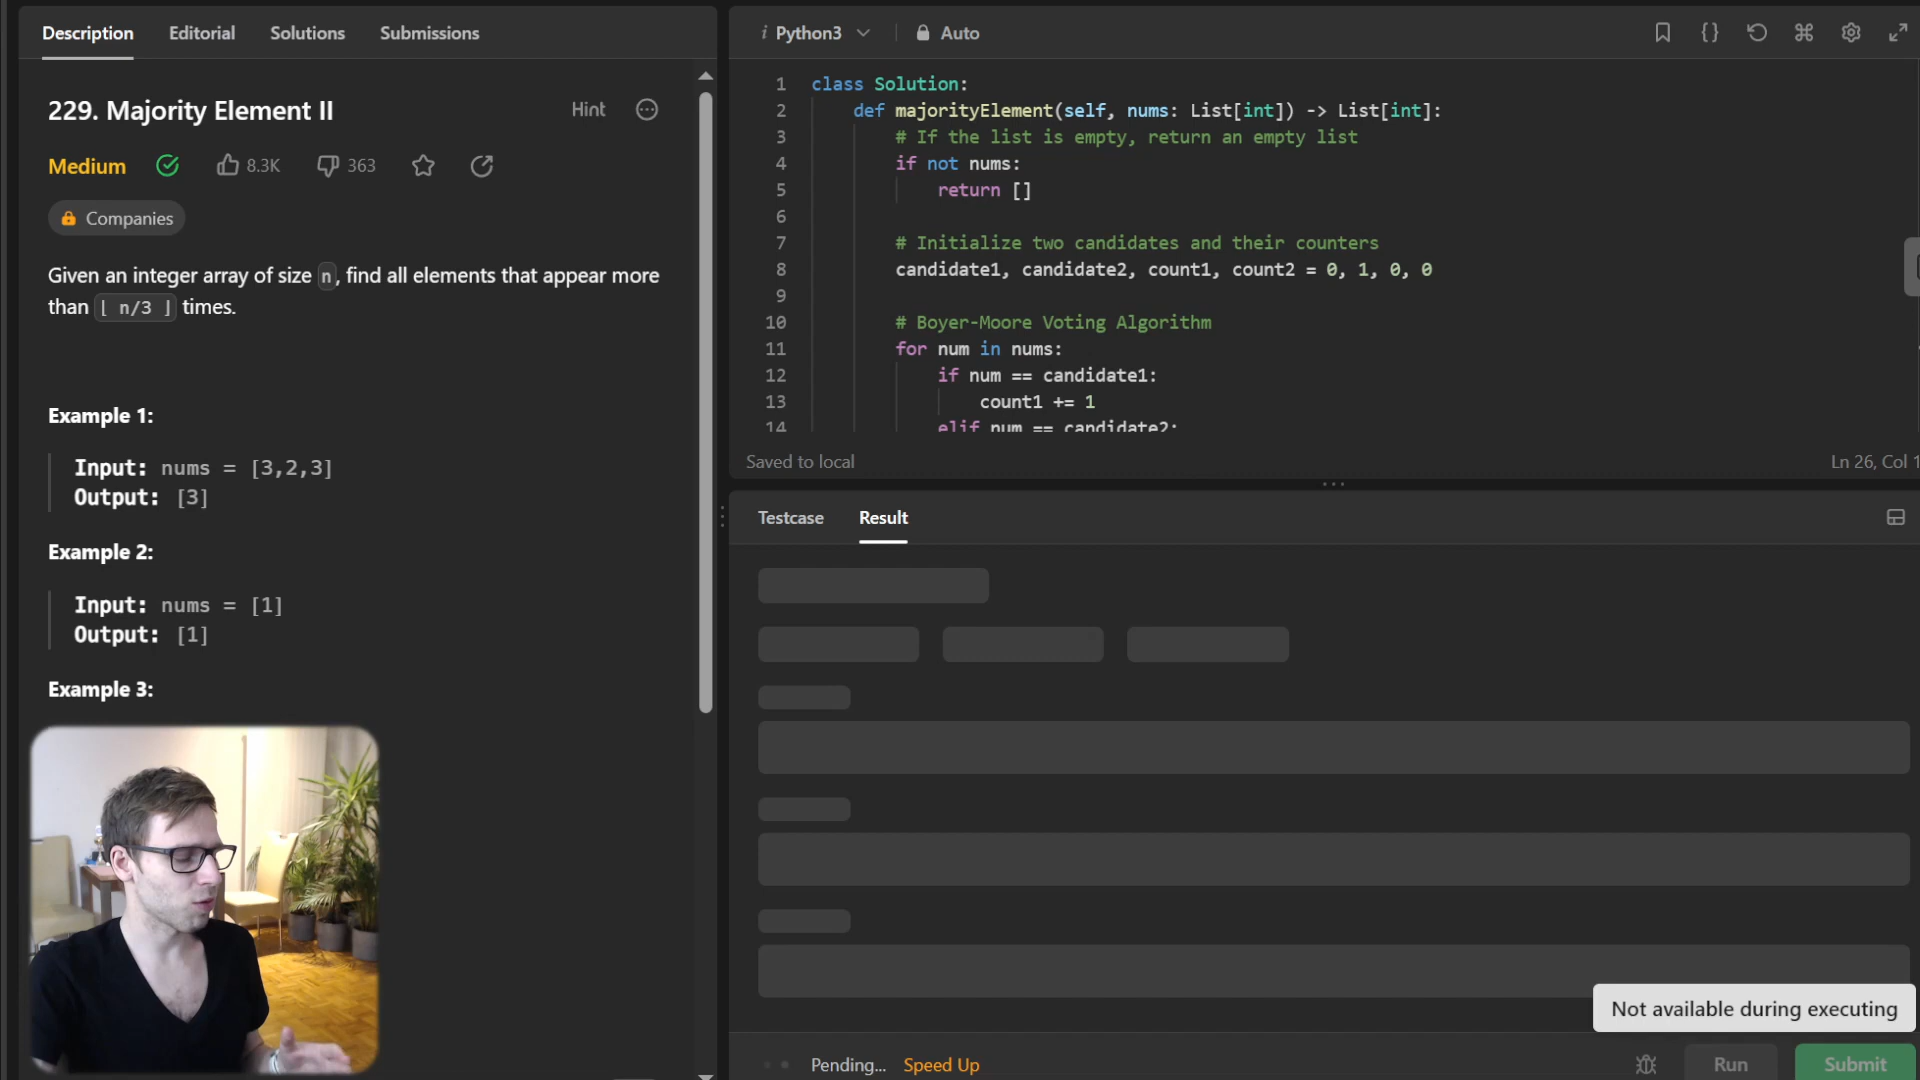 Description Editorial Solutions Submissions
229. Majority Element II
Hint
Medium 8.3K 363
Companies
Given an integer array of size n, find all elements that appear more
than ⌊ n/3 ⌋ times.
Example 1:
Input: nums = [3,2,3]
Output: [3]
Example 2:
Input: nums = [1]
Output: [1]
Example 3:
i Python3 Auto
1 class Solution:
2 def majorityElement(self, nums: List[int]) -> List[int]:
3 # If the list is empty, return an empty list
4 if not nums:
5 return []
6
7 # Initialize two candidates and their counters
8 candidate1, candidate2, count1, count2 = 0, 1, 0, 0
9
10 # Boyer-Moore Voting Algorithm
11 for num in nums:
12 if num == candidate1:
13 count1 += 1
14 elif num == candidate2:
Saved to local
Ln 26, Col 1
Testcase Result
Not available during executing
Pending... Speed Up
Run Submit